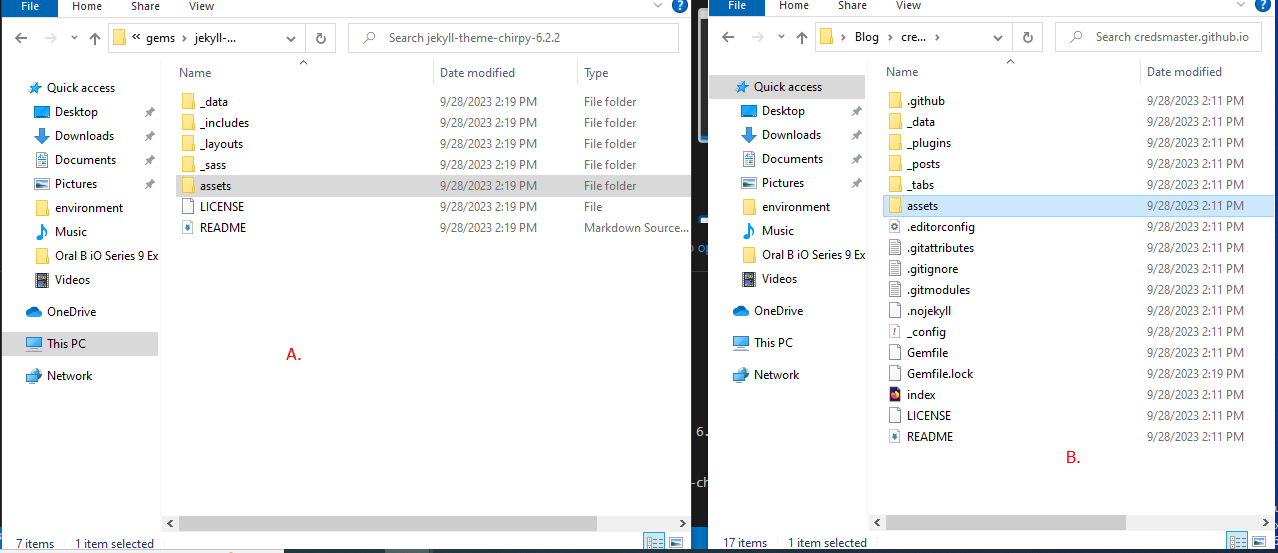 File Home Share View
« gems › jekyll-... Search jekyll-theme-chirpy-6.2.2
Name Date modified Type
Quick access
Desktop
Downloads
Documents
Pictures
environment
Music
Oral B iO Series 9 Ex
Videos
OneDrive
This PC
Network
_data 9/28/2023 2:19 PM File folder
_includes 9/28/2023 2:19 PM File folder
_layouts 9/28/2023 2:19 PM File folder
_sass 9/28/2023 2:19 PM File folder
assets 9/28/2023 2:19 PM File folder
LICENSE 9/28/2023 2:19 PM File
README 9/28/2023 2:19 PM Markdown Source...
A.
7 items 1 item selected
File Home Share View
› Blog › cre... › Search credsmaster.github.io
Name Date modified
Quick access
Desktop
Downloads
Documents
Pictures
environment
Music
Oral B iO Series 9 Ex
Videos
OneDrive
This PC
Network
.github 9/28/2023 2:11 PM
_data 9/28/2023 2:11 PM
_plugins 9/28/2023 2:11 PM
_posts 9/28/2023 2:11 PM
_tabs 9/28/2023 2:11 PM
assets 9/28/2023 2:11 PM
.editorconfig 9/28/2023 2:11 PM
.gitattributes 9/28/2023 2:11 PM
.gitignore 9/28/2023 2:11 PM
.gitmodules 9/28/2023 2:11 PM
.nojekyll 9/28/2023 2:11 PM
_config 9/28/2023 2:11 PM
Gemfile 9/28/2023 2:11 PM
Gemfile.lock 9/28/2023 2:19 PM
index 9/28/2023 2:11 PM
LICENSE 9/28/2023 2:11 PM
README 9/28/2023 2:11 PM
B.
17 items 1 item selected